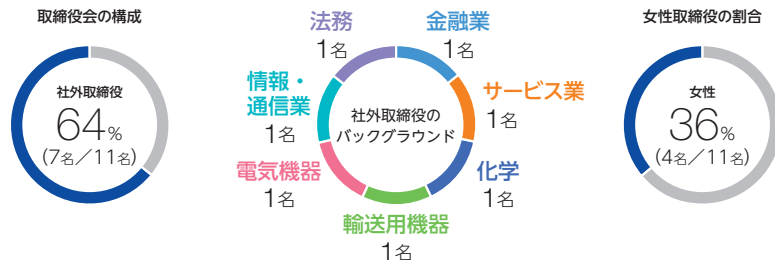 取締役会の構成
社外取締役
64%
(7名/11名)
法務
1名
金融業
1名
情報・
通信業
1名
サービス業
1名
社外取締役の
バックグラウンド
電気機器
1名
化学
1名
輸送用機器
1名
女性取締役の割合
女性
36%
(4名/11名)